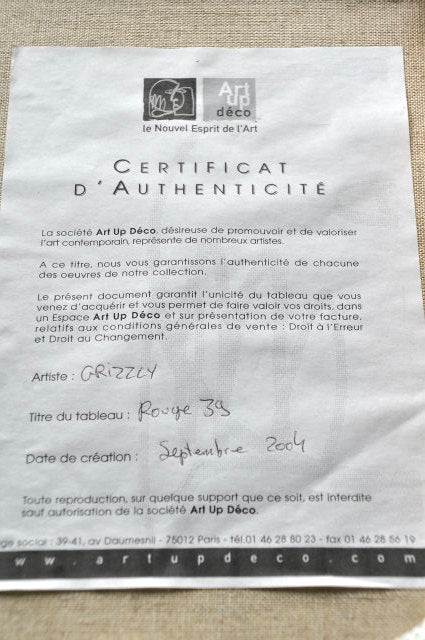 Art
up
déco
le Nouvel Esprit de l'Art
CERTIFICAT
D'AUTHENTICITÉ
La société Art Up Déco, désireuse de promouvoir et de valoriser
l'art contemporain, représente de nombreux artistes.
A ce titre, nous vous garantissons l'authenticité de chacune
des oeuvres de notre collection.
Le présent document garantit l'unicité du tableau que vous
venez d'acquérir et vous permet de faire valoir vos droits, dans
un Espace Art Up Déco et sur présentation de votre facture,
relatifs aux conditions générales de vente : Droit à l'Erreur
et Droit au Changement.
Artiste : GRIZZLY
Titre du tableau : Rouge 39
Date de création : Septembre 2004
Toute reproduction, sur quelque support que ce soit, est interdite
sauf autorisation de la société Art Up Déco.
ge social : 39-41, av Daumesnil - 75012 Paris - tél.01 46 28 80 23 - fax 01 46 28 56 19
www.artupdeco.com